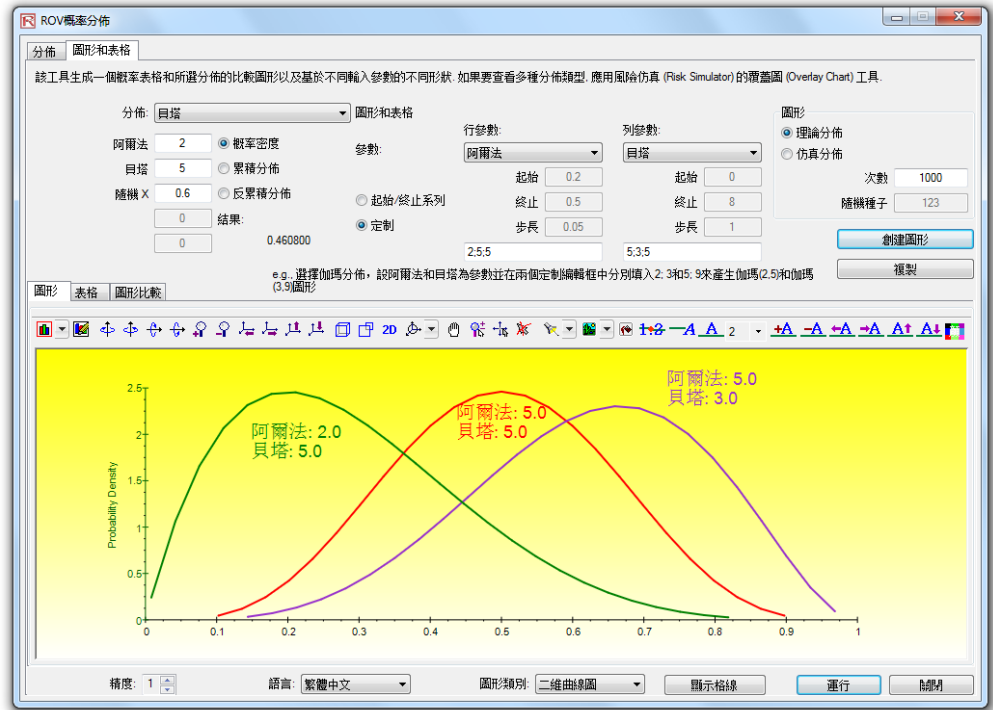 ROV概率分佈
分佈
圖形和表格
該工具生成一個概率表格和所選分佈的比較圖形以及基於不同輸入參數的不同形狀. 如果要查看多種分佈類型, 應用風險仿真 (Risk Simulator) 的覆蓋圖 (Overlay Chart) 工具.
分佈: 貝塔
阿爾法 2
貝塔 5
隨機 X 0.6
0
0
概率密度
累積分佈
反累積分佈
結果:
0.460800
圖形和表格
參數:
起始/終止系列
定制
行參數:
阿爾法
起始 0.2
終止 0.5
步長 0.05
2;5;5
列參數:
貝塔
起始 0
終止 8
步長 1
5;3;5
e.g., 選擇伽瑪分佈，設阿爾法和貝塔為參數並在兩個定制編輯框中分別填入2; 3和5; 9來產生伽瑪(2.5)和伽瑪
(3,9)圖形
圖形
理論分佈
仿真分佈
次數 1000
隨機種子 123
創建圖形
複製
圖形
表格
圖形比較
2D
1+2
A
A
2
+A
-A
A
A
A
A
Probability Density
2.5
2
1.5
1
0.5
0
阿爾法: 2.0
貝塔: 5.0
阿爾法: 5.0
貝塔: 5.0
阿爾法: 5.0
貝塔: 3.0
0 0.1 0.2 0.3 0.4 0.5 0.6 0.7 0.8 0.9 1
精度: 1
語言: 繁體中文
圖形類別: 二維曲線圖
顯示格線
運行
關閉